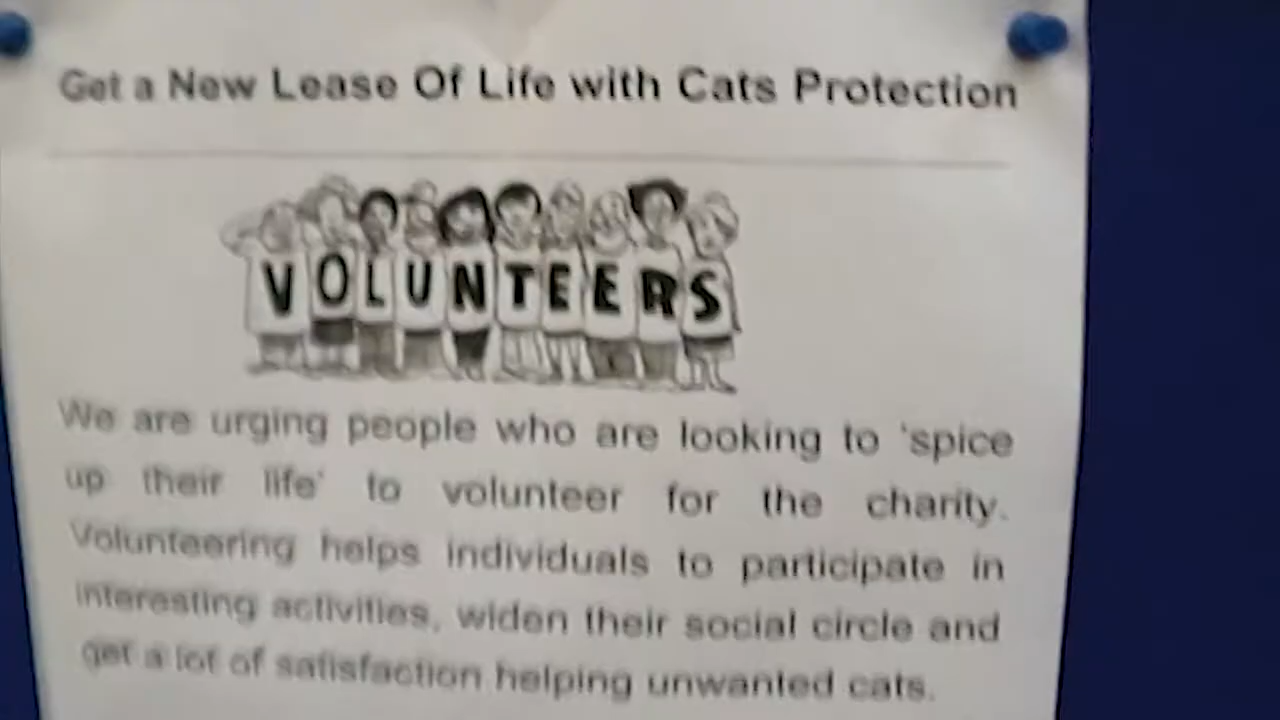 Get a New Lease Of Life with Cats Protection
VOLUNTEERS
We are urging people who are looking to 'spice
up their life' to volunteer for the charity.
Volunteering helps individuals to participate in
interesting activities, widen their social circle and
get a lot of satisfaction helping unwanted cats.